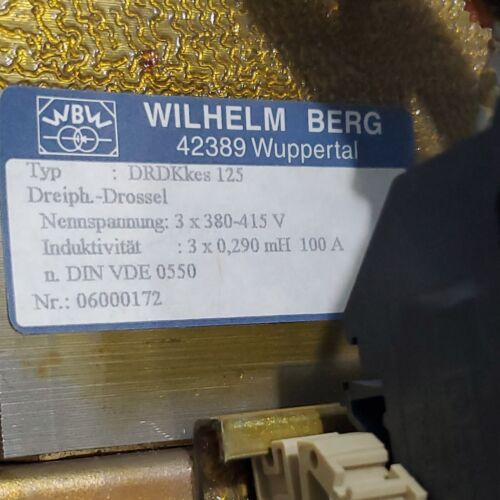 WBW
WILHELM BERG
42389 Wuppertal
Typ : DRDKkes 125
Dreiph.-Drossel
Nennspannung: 3 x 380-415 V
Induktivität : 3 x 0,290 mH 100 A
n. DIN VDE 0550
Nr.: 06000172